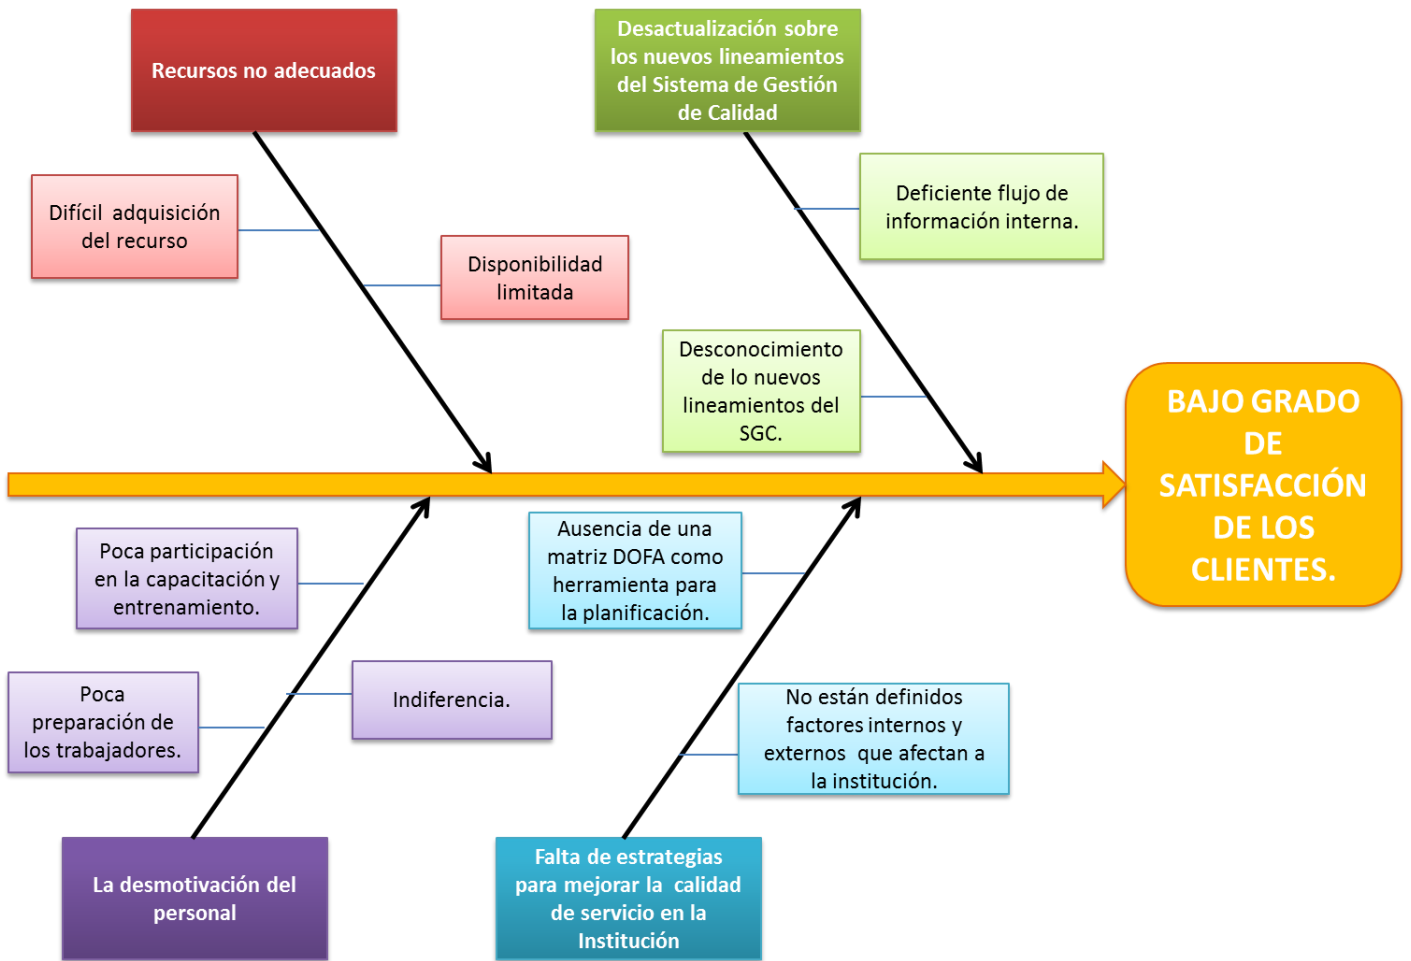 Recursos no adecuados
Desactualización sobre
los nuevos lineamientos
del Sistema de Gestión
de Calidad
Difícil adquisición
del recurso
Disponibilidad
limitada
Deficiente flujo de
información interna.
Desconocimiento
de lo nuevos
lineamientos del
SGC.
BAJO GRADO
DE
SATISFACCIÓN
DE LOS
CLIENTES.
Poca participación
en la capacitación y
entrenamiento.
Ausencia de una
matriz DOFA como
herramienta para
la planificación.
Poca
preparación de
los trabajadores.
Indiferencia.
No están definidos
factores internos y
externos que afectan a
la institución.
La desmotivación del
personal
Falta de estrategias
para mejorar la calidad
de servicio en la
Institución